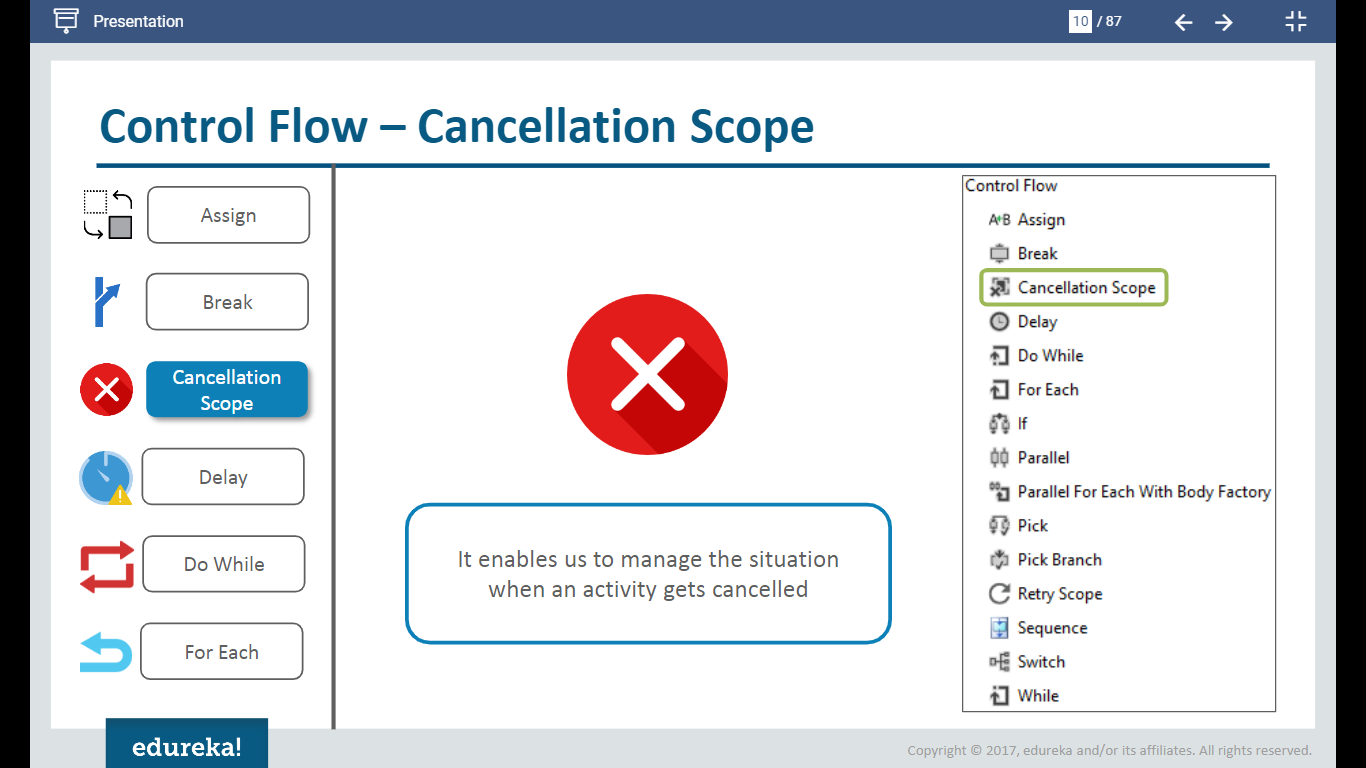 Presentation
10 / 87
Control Flow – Cancellation Scope
Assign
Break
Cancellation
Scope
Delay
Do While
For Each
It enables us to manage the situation
when an activity gets cancelled
Control Flow
A+B Assign
Break
Cancellation Scope
Delay
Do While
For Each
If
Parallel
Parallel For Each With Body Factory
Pick
Pick Branch
Retry Scope
Sequence
Switch
While
edureka!
Copyright © 2017, edureka and/or its affiliates. All rights reserved.